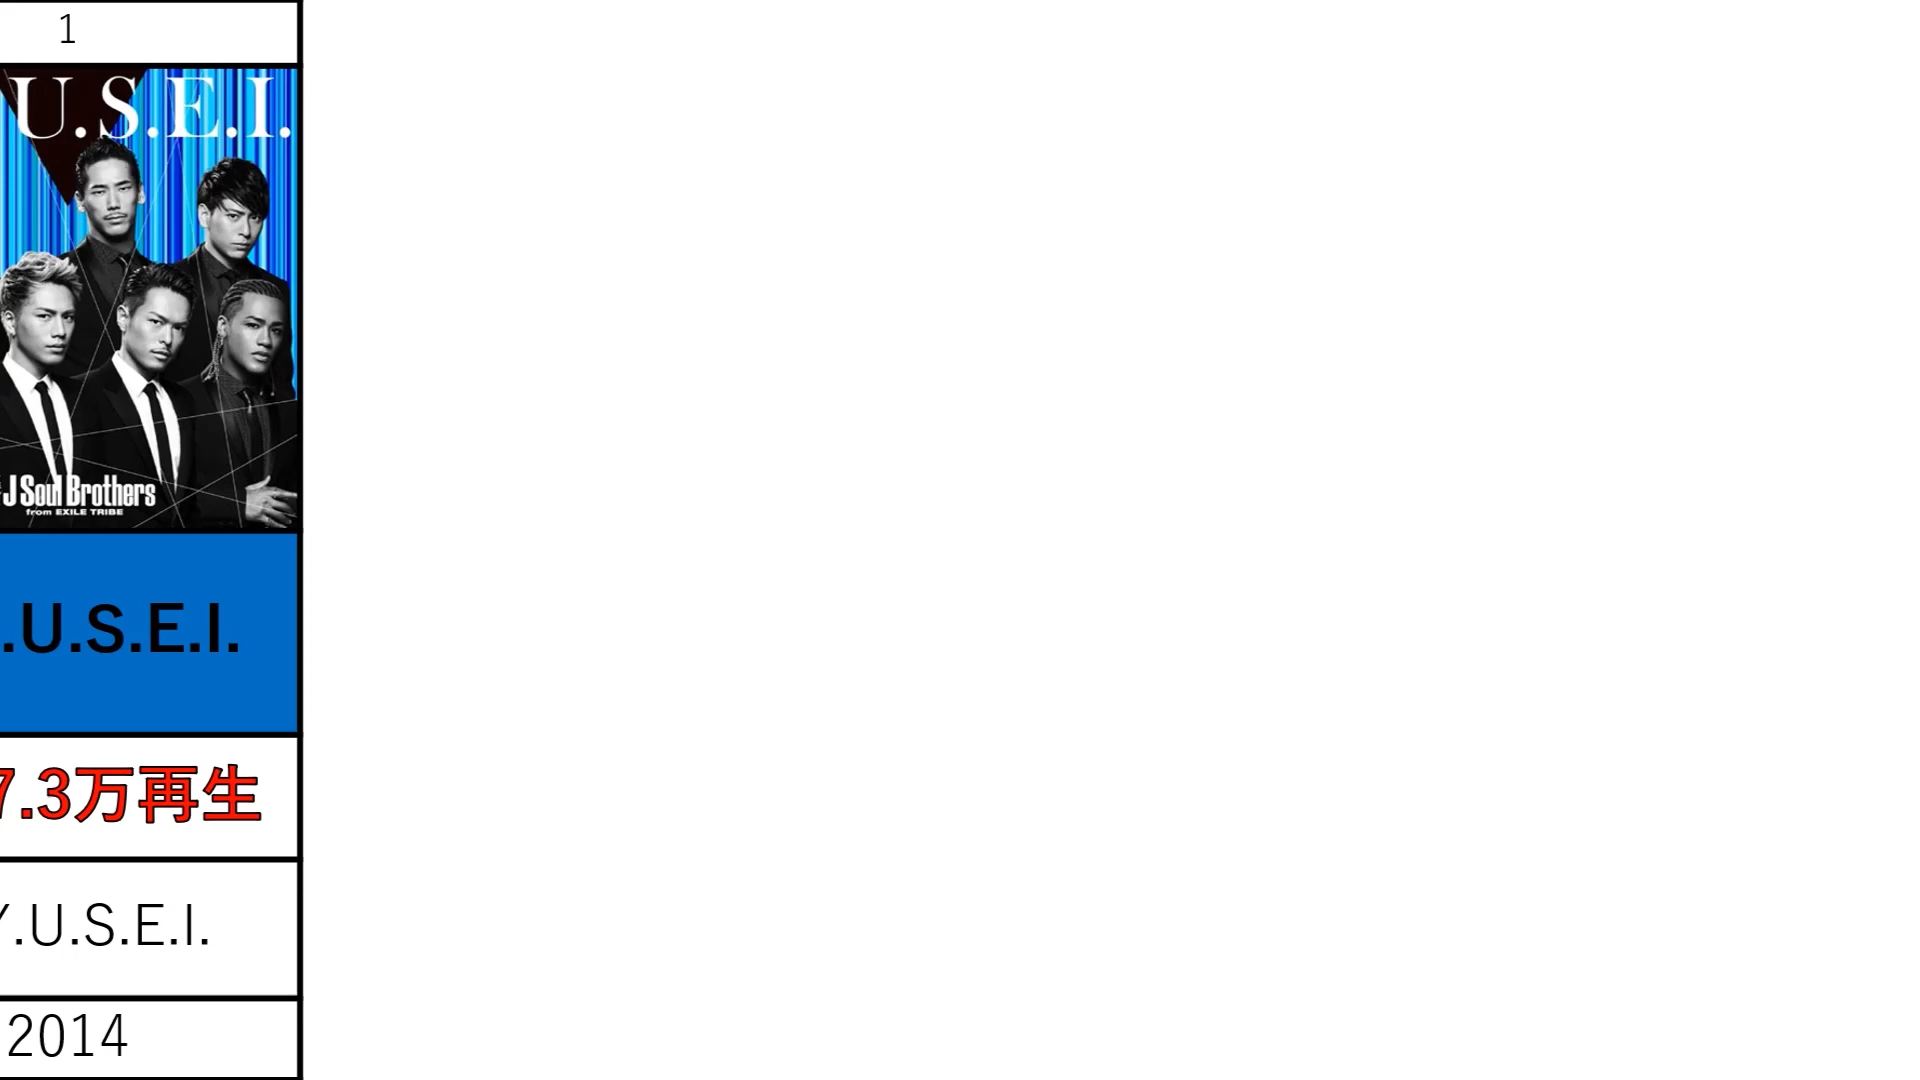 1
U.S.E.I.
J Soul Brothers
from EXILE TRIBE
.U.S.E.I.
7.3万再生
Y.U.S.E.I.
2014